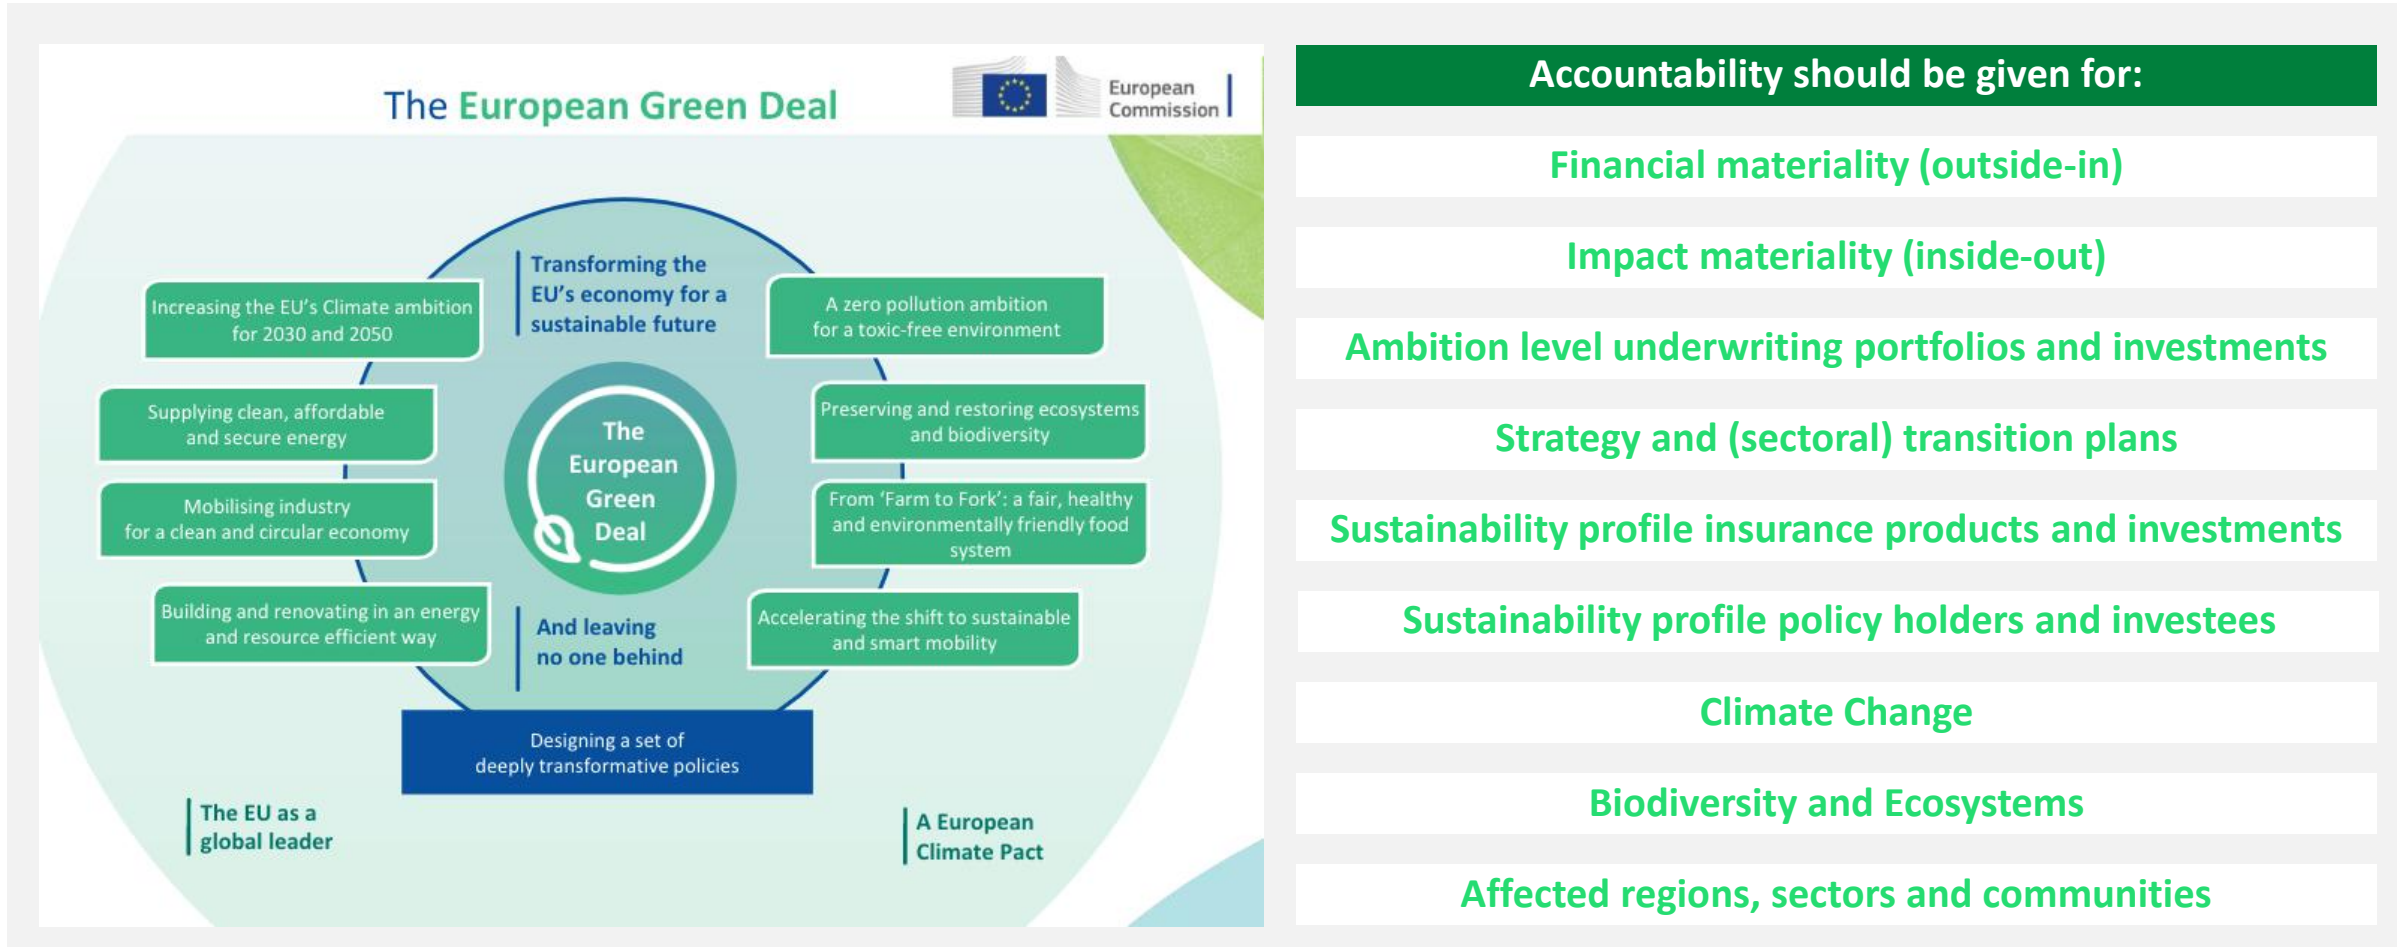 The European Green Deal
European
Commission
Transforming the
EU's economy for a
sustainable future
Increasing the EU's Climate ambition
for 2030 and 2050
Supplying clean, affordable
and secure energy
Mobilising industry
for a clean and circular economy
Building and renovating in an energy
and resource efficient way
A zero pollution ambition
for a toxic-free environment
Preserving and restoring ecosystems
and biodiversity
From 'Farm to Fork': a fair, healthy
and environmentally friendly food
system
Accelerating the shift to sustainable
and smart mobility
The
European
Green
Deal
And leaving
no one behind
Designing a set of
deeply transformative policies
The EU as a
global leader
A European
Climate Pact
Accountability should be given for:
Financial materiality (outside-in)
Impact materiality (inside-out)
Ambition level underwriting portfolios and investments
Strategy and (sectoral) transition plans
Sustainability profile insurance products and investments
Sustainability profile policy holders and investees
Climate Change
Biodiversity and Ecosystems
Affected regions, sectors and communities